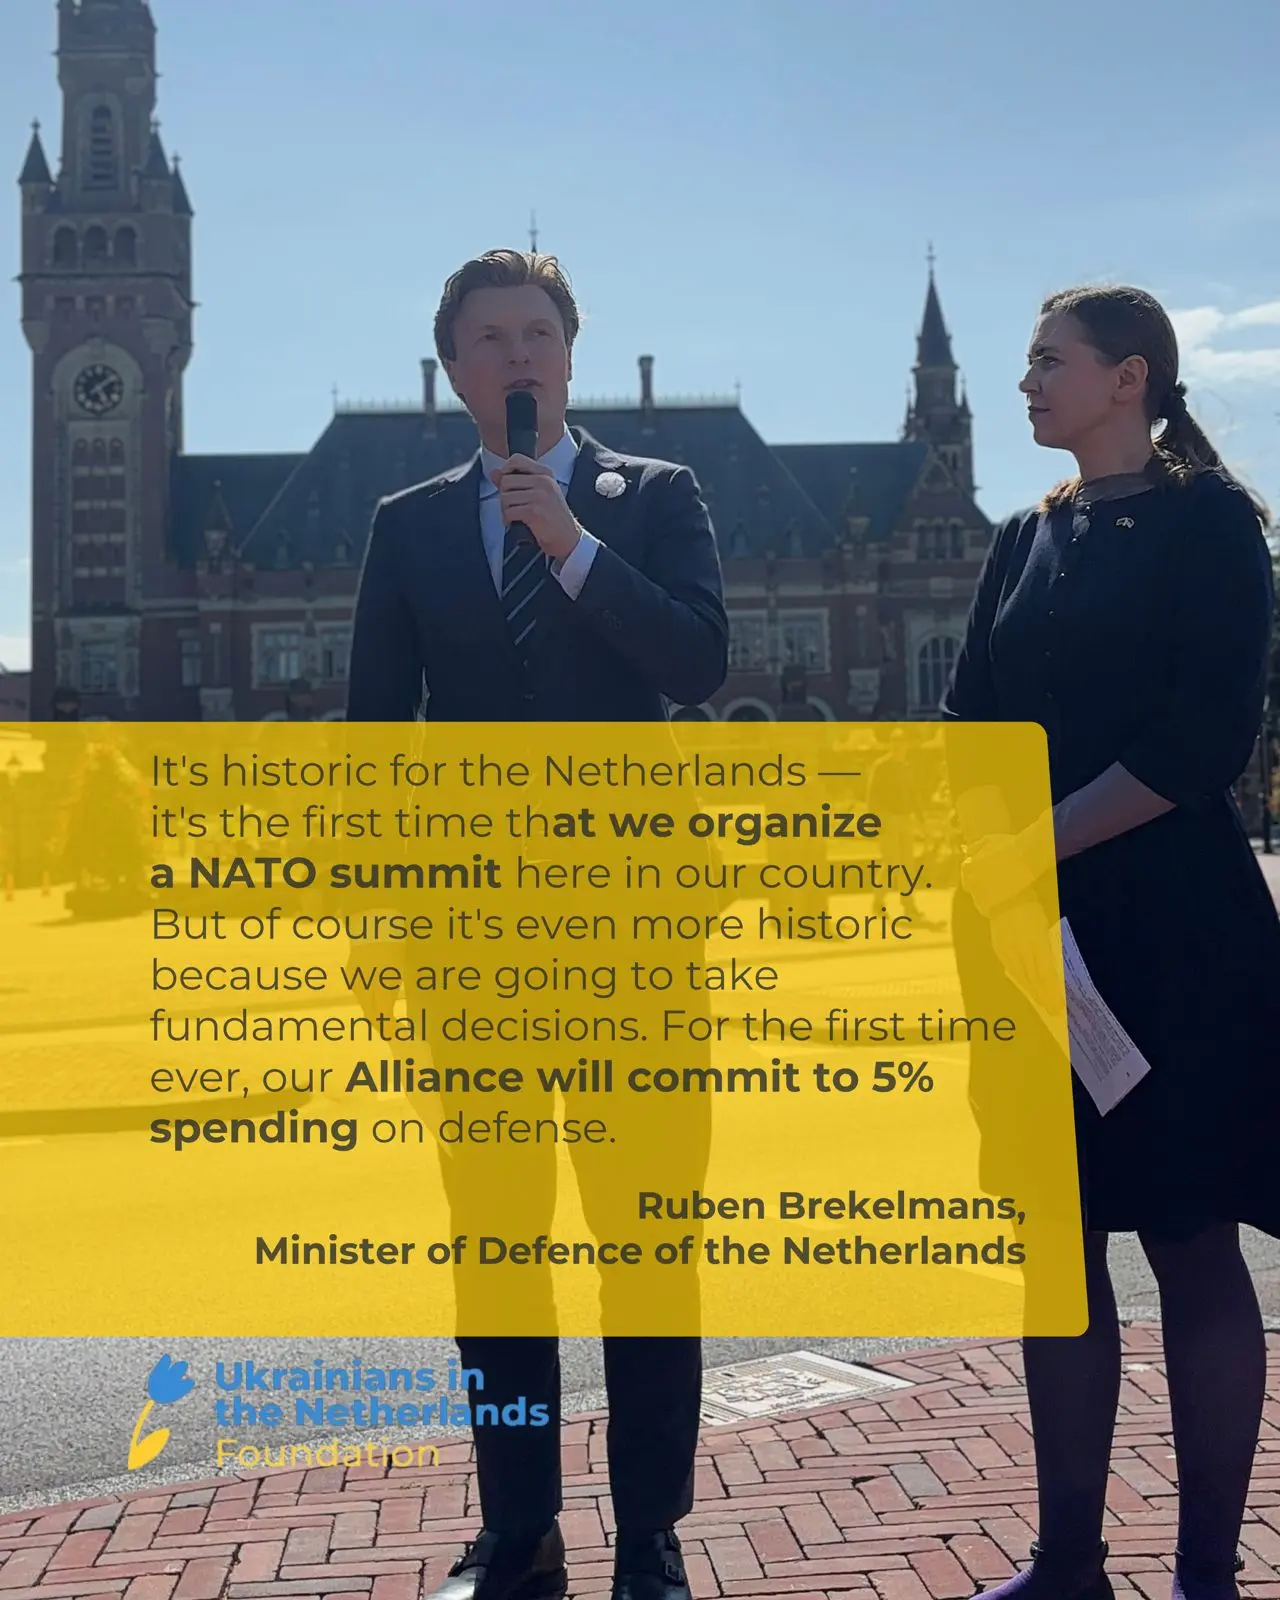 It's historic for the Netherlands —
it's the first time that we organize
a NATO summit here in our country.
But of course it's even more historic
because we are going to take
fundamental decisions. For the first time
ever, our Alliance will commit to 5%
spending on defense.
Ruben Brekelmans,
Minister of Defence of the Netherlands
Ukrainians in
the Netherlands
Foundation